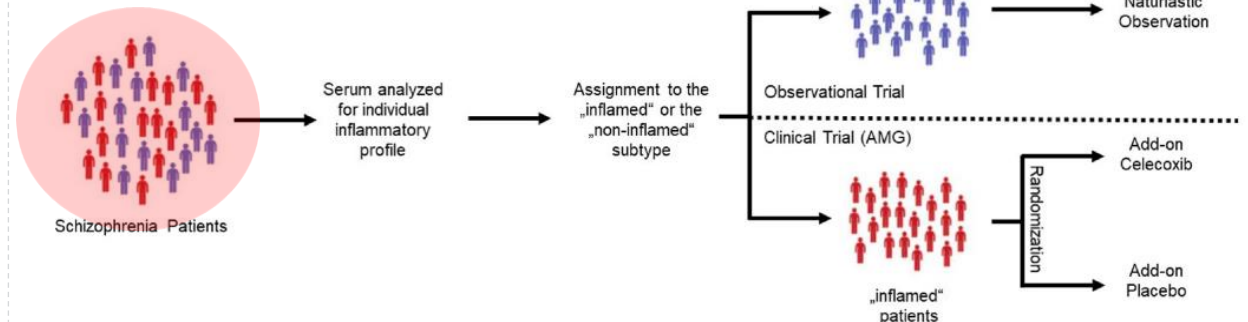 Naturlastic
Observation
Serum analyzed
for individual
inflammatory
profile
Assignment to the
„inflamed“ or the
„non-inflamed“
subtype
Observational Trial
Clinical Trial (AMG)
Schizophrenia Patients
Randomization
Add-on
Celecoxib
Add-on
Placebo
„inflamed“
patients